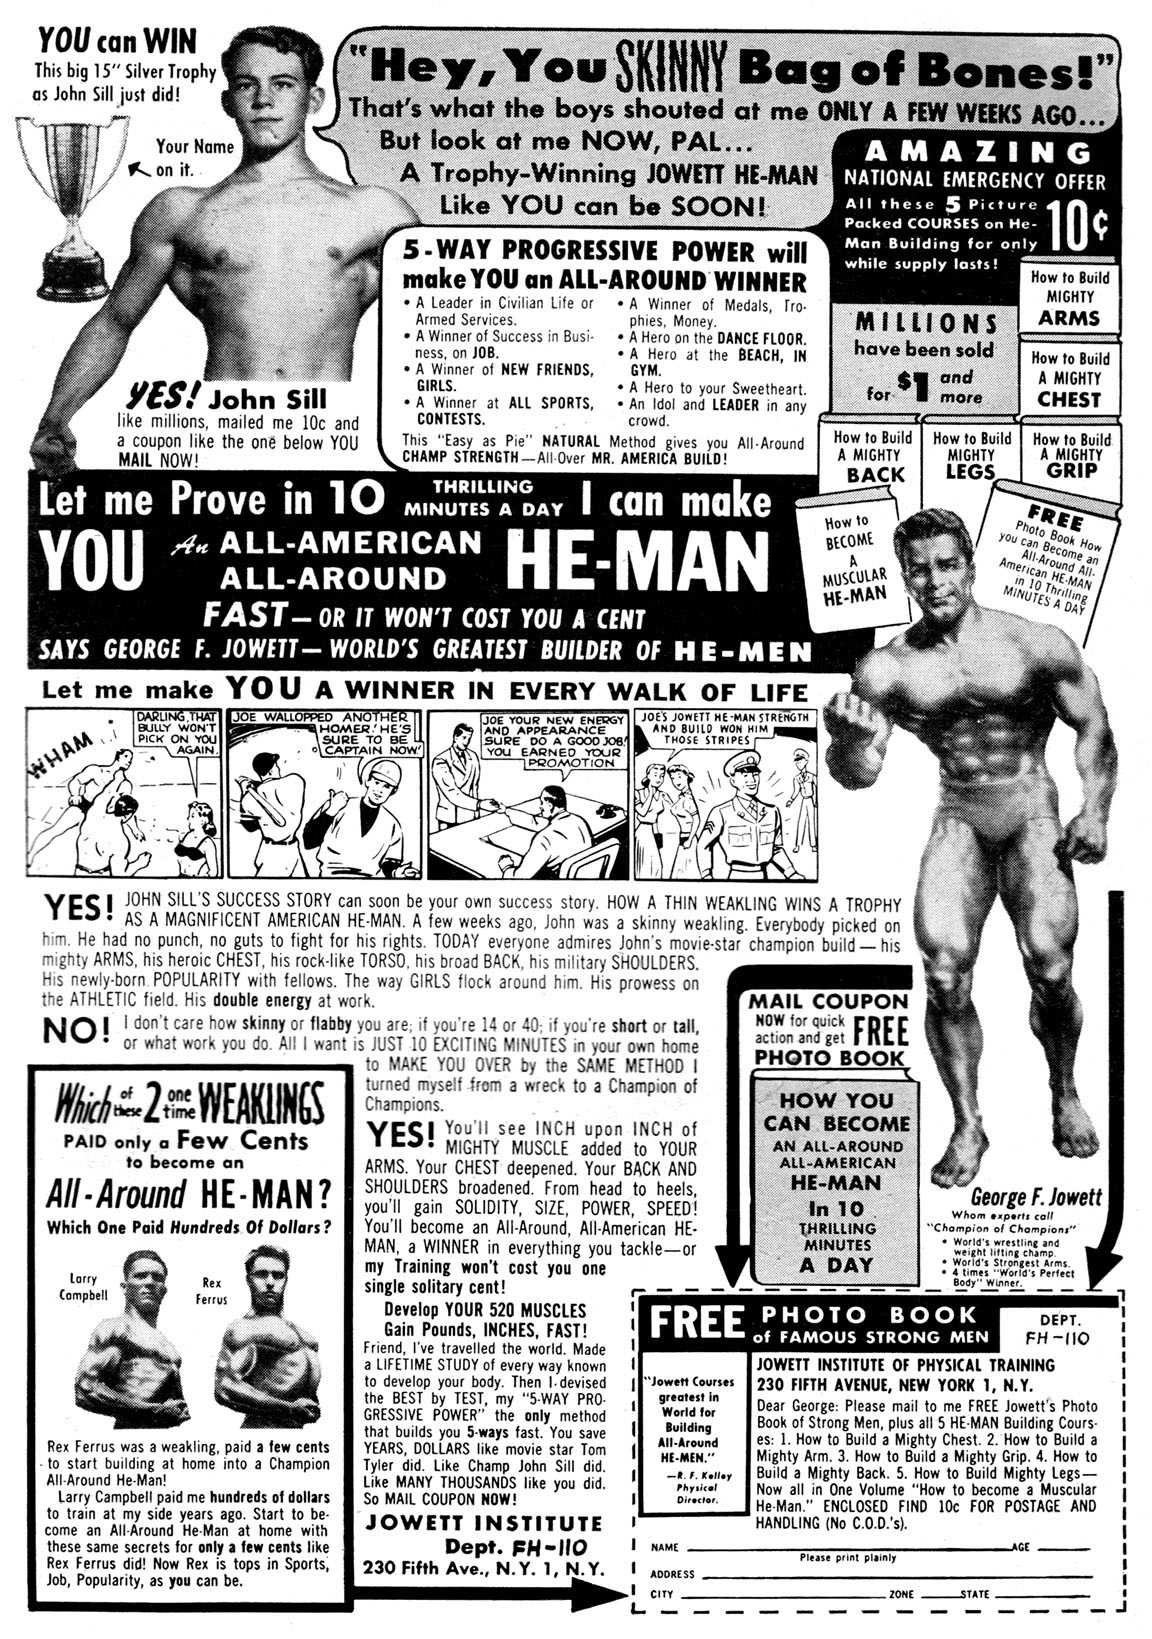 YOU can WIN
This big 15" Silver Trophy
as John Sill just did!
Your Name
on it.
"Hey, You SKINNY Bag of Bones!"
That's what the boys shouted at me ONLY A FEW WEEKS AGO...
But look at me NOW, PAL...
A Trophy-Winning JOWETT HE-MAN
Like YOU can be SOON!
AMAZING
NATIONAL EMERGENCY OFFER
All these 5 Picture
Packed COURSES on He-
Man Building for only
while supply lasts!
10¢
MILLIONS
have been sold
for $1 and
more
How to Build
MIGHTY
ARMS
How to Build
A MIGHTY
CHEST
How to Build
A MIGHTY
BACK
How to Build
MIGHTY
LEGS
How to Build
A MIGHTY
GRIP
How to
BECOME
A
MUSCULAR
HE-MAN
FREE
Photo Book How
you can Become an
All-Around All-
American HE-MAN
in 10 Thrilling
MINUTES A DAY
5-WAY PROGRESSIVE POWER will
make YOU an ALL-AROUND WINNER
• A Leader in Civilian Life or
Armed Services.
• A Winner of Success in Busi-
ness, on JOB.
• A Winner of NEW FRIENDS,
GIRLS.
• A Winner at ALL SPORTS,
CONTESTS.
• A Winner of Medals, Tro-
phies, Money.
• A Hero on the DANCE FLOOR.
• A Hero at the BEACH, IN
GYM.
• A Hero to your Sweetheart.
• An Idol and LEADER in any
crowd.
This "Easy as Pie" NATURAL Method gives you All-Around
CHAMP STRENGTH—All-Over MR. AMERICA BUILD!
YES! John Sill
like millions, mailed me 10c and
a coupon like the one below YOU
MAIL NOW!
Let me Prove in 10 THRILLING
MINUTES A DAY I can make
YOU An ALL-AMERICAN
ALL-AROUND HE-MAN
FAST—OR IT WON'T COST YOU A CENT
SAYS GEORGE F. JOWETT—WORLD'S GREATEST BUILDER OF HE-MEN
Let me make YOU A WINNER IN EVERY WALK OF LIFE
WHAM
DARLING, THAT
BULLY WON'T
PICK ON YOU
AGAIN.
JOE WALLOPPED ANOTHER
HOMER! HE'S
SURE TO BE
CAPTAIN NOW!
JOE YOUR NEW ENERGY
AND APPEARANCE
SURE DO A GOOD JOB!
YOU EARNED YOUR
PROMOTION
JOE'S JOWETT HE-MAN STRENGTH
AND BUILD WON HIM
THOSE STRIPES
YES! JOHN SILL'S SUCCESS STORY can soon be your own success story. HOW A THIN WEAKLING WINS A TROPHY
AS A MAGNIFICENT AMERICAN HE-MAN. A few weeks ago, John was a skinny weakling. Everybody picked on
him. He had no punch, no guts to fight for his rights. TODAY everyone admires John's movie-star champion build — his
mighty ARMS, his heroic CHEST, his rock-like TORSO, his broad BACK, his military SHOULDERS.
His newly-born POPULARITY with fellows. The way GIRLS flock around him. His prowess on
the ATHLETIC field. His double energy at work.
NO! I don't care how skinny or flabby you are; if you're 14 or 40; if you're short or tall,
or what work you do. All I want is JUST 10 EXCITING MINUTES in your own home
to MAKE YOU OVER by the SAME METHOD I
turned myself from a wreck to a Champion of
Champions.
YES! You'll see INCH upon INCH of
MIGHTY MUSCLE added to YOUR
ARMS. Your CHEST deepened. Your BACK AND
SHOULDERS broadened. From head to heels,
you'll gain SOLIDITY, SIZE, POWER, SPEED!
You'll become an All-Around, All-American HE-
MAN, a WINNER in everything you tackle—or
my Training won't cost you one
single solitary cent!
Develop YOUR 520 MUSCLES
Gain Pounds, INCHES, FAST!
Friend, I've travelled the world. Made
a LIFETIME STUDY of every way known
to develop your body. Then I devised
the BEST by TEST, my "5-WAY PRO-
GRESSIVE POWER" the only method
that builds you 5-ways fast. You save
YEARS, DOLLARS like movie star Tom
Tyler did. Like Champ John Sill did.
Like MANY THOUSANDS like you did.
So MAIL COUPON NOW!
JOWETT INSTITUTE
Dept. FH-110
230 Fifth Ave., N.Y. 1, N.Y.
Which of
these 2 one
time WEAKLINGS
PAID only a Few Cents
to become an
All-Around HE-MAN?
Which One Paid Hundreds Of Dollars?
Larry
Campbell
Rex
Ferrus
Rex Ferrus was a weakling, paid a few cents
to start building at home into a Champion
All-Around He-Man!
Larry Campbell paid me hundreds of dollars
to train at my side years ago. Start to be-
come an All-Around He-Man at home with
these same secrets for only a few cents like
Rex Ferrus did! Now Rex is tops in Sports,
Job, Popularity, as you can be.
MAIL COUPON
NOW for quick
action and get FREE
PHOTO BOOK
HOW YOU
CAN BECOME
AN ALL-AROUND
ALL-AMERICAN
HE-MAN
In 10
THRILLING
MINUTES
A DAY
George F. Jowett
Whom experts call
"Champion of Champions"
• World's wrestling and
weight lifting champ.
• World's Strongest Arms.
• 4 times "World's Perfect
Body" Winner.
FREE PHOTO BOOK
of FAMOUS STRONG MEN
DEPT.
FH-110
"Jowett Courses
greatest in
World for
Building
All-Around
HE-MEN."
—R. F. Kelley
Physical
Director.
JOWETT INSTITUTE OF PHYSICAL TRAINING
230 FIFTH AVENUE, NEW YORK 1, N.Y.
Dear George: Please mail to me FREE Jowett's Photo
Book of Strong Men, plus all 5 HE-MAN Building Cours-
es: 1. How to Build a Mighty Chest. 2. How to Build a
Mighty Arm. 3. How to Build a Mighty Grip. 4. How to
Build a Mighty Back. 5. How to Build Mighty Legs—
Now all in One Volume "How to become a Muscular
He-Man." ENCLOSED FIND 10c FOR POSTAGE AND
HANDLING (No C.O.D.'s).
NAME AGE
Please print plainly
ADDRESS
CITY ZONE STATE